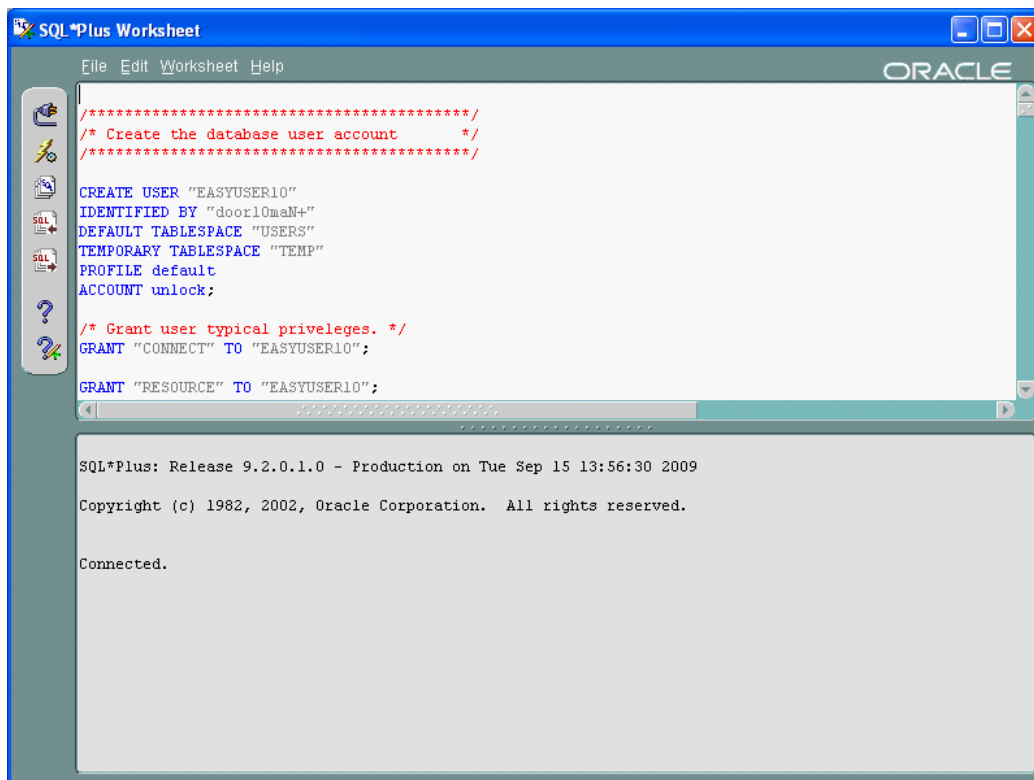 SQL*Plus Worksheet
File Edit Worksheet Help
ORACLE
/******************************************/
/* Create the database user account       */
/******************************************/
CREATE USER "EASYUSER10"
IDENTIFIED BY "door10maN+"
DEFAULT TABLESPACE "USERS"
TEMPORARY TABLESPACE "TEMP"
PROFILE default
ACCOUNT unlock;
/* Grant user typical priveleges. */
GRANT "CONNECT" TO "EASYUSER10";
GRANT "RESOURCE" TO "EASYUSER10";
SQL*Plus: Release 9.2.0.1.0 - Production on Tue Sep 15 13:56:30 2009
Copyright (c) 1982, 2002, Oracle Corporation.  All rights reserved.
Connected.
SQL
SQL